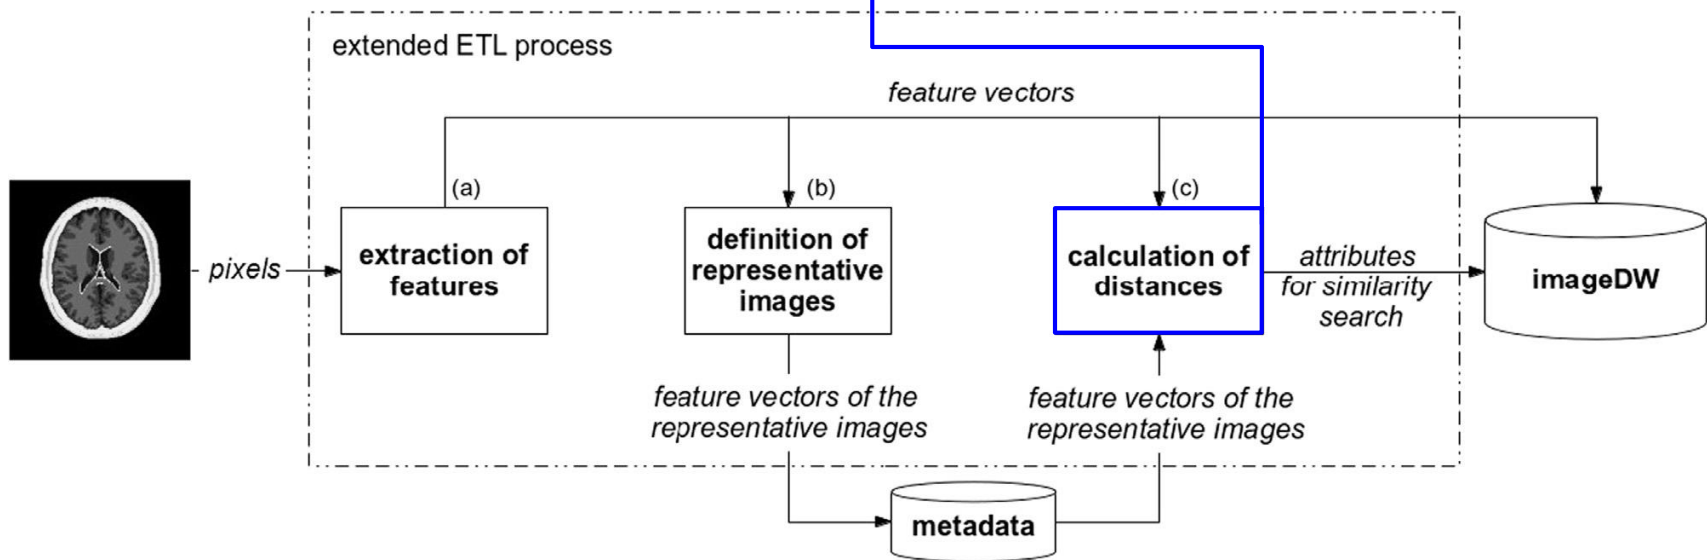 extended ETL process
feature vectors
(a)
(b)
(c)
pixels
extraction of
features
definition of
representative
images
calculation of
distances
attributes
for similarity
search
imageDW
feature vectors of the
representative images
feature vectors of the
representative images
metadata